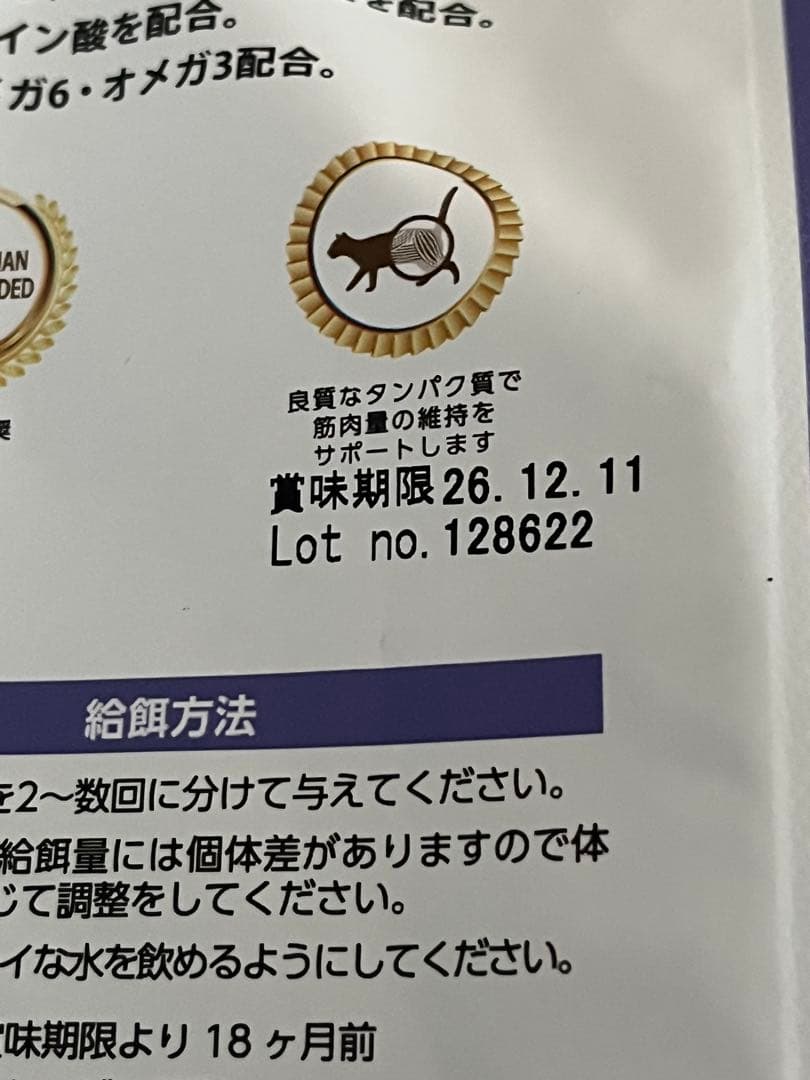 イン酸を配合。
を配合。
ガ6・オメガ3配合。
DED
良質なタンパク質で
筋肉量の維持を
サポートします
賞味期限26.12.11
Lot no.128622
給餌方法
を2〜数回に分けて与えてください。
給餌量には個体差がありますので体
じて調整をしてください。
イな水を飲めるようにしてください。
味期限より 18 ヶ月前